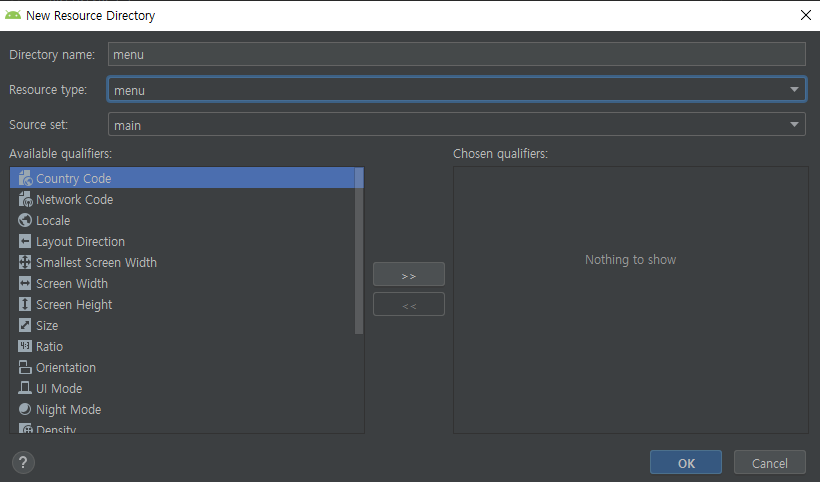 New Resource Directory
Directory name: menu
Resource type: menu
Source set: main
Available qualifiers:
Chosen qualifiers:
Country Code
Network Code
Locale
Layout Direction
Smallest Screen Width
Screen Width
Screen Height
Size
Ratio
Orientation
UI Mode
Night Mode
Density
>>
<<
Nothing to show
?
OK
Cancel